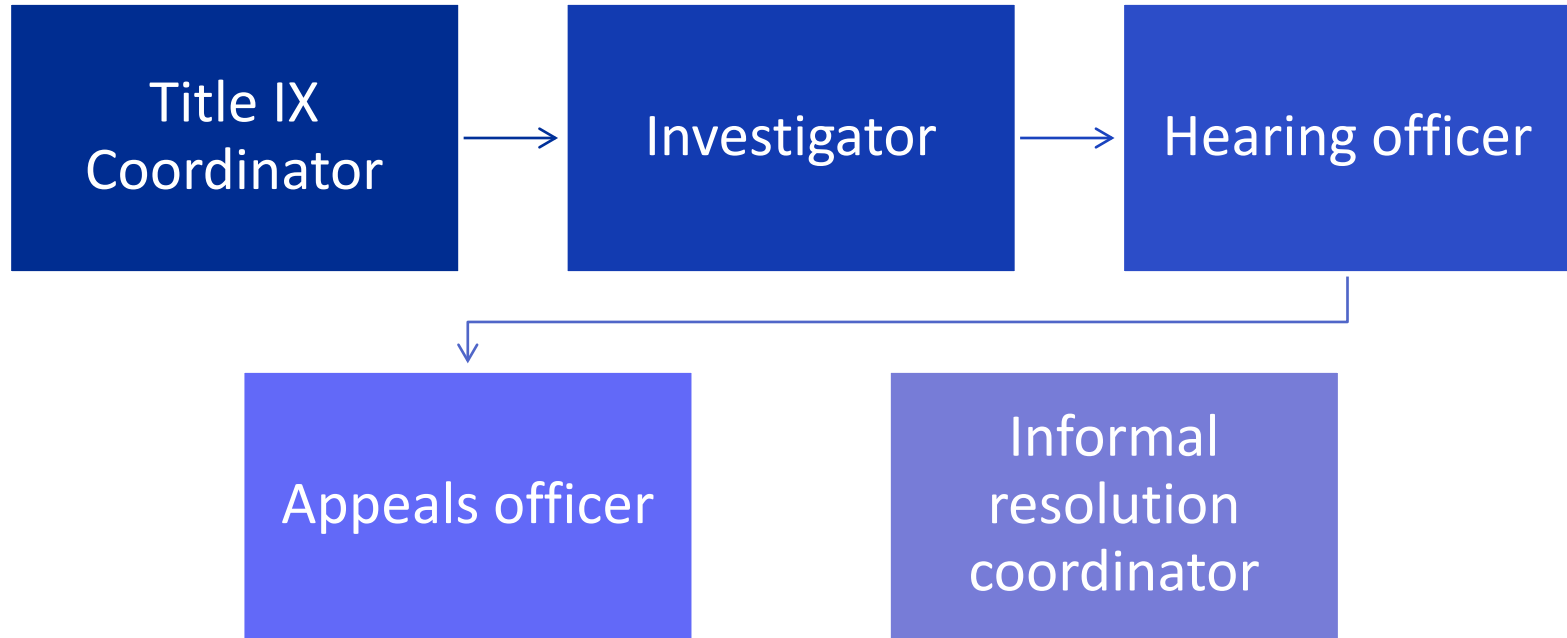 Title IX
Coordinator
Investigator
Hearing officer
Appeals officer
Informal
resolution
coordinator